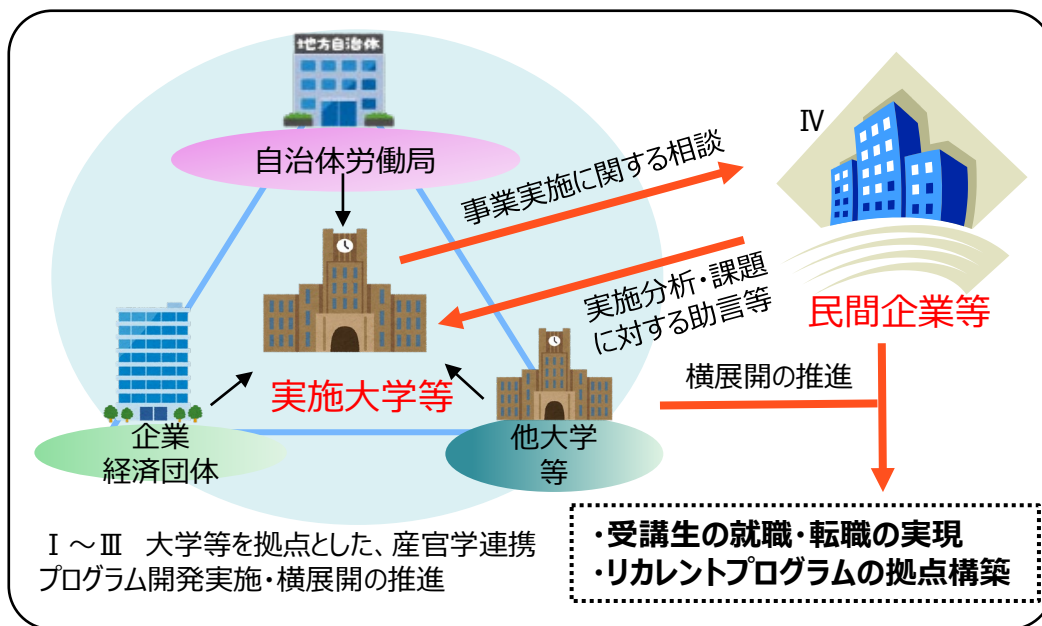 地方自治体
自治体労働局
Ⅳ
事業実施に関する相談
実施分析・課題
に対する助言等
民間企業等
実施大学等
横展開の推進
企業
経済団体
他大学
等
Ⅰ～Ⅲ 大学等を拠点とした、産官学連携
プログラム開発実施・横展開の推進
・受講生の就職・転職の実現
・リカレントプログラムの拠点構築